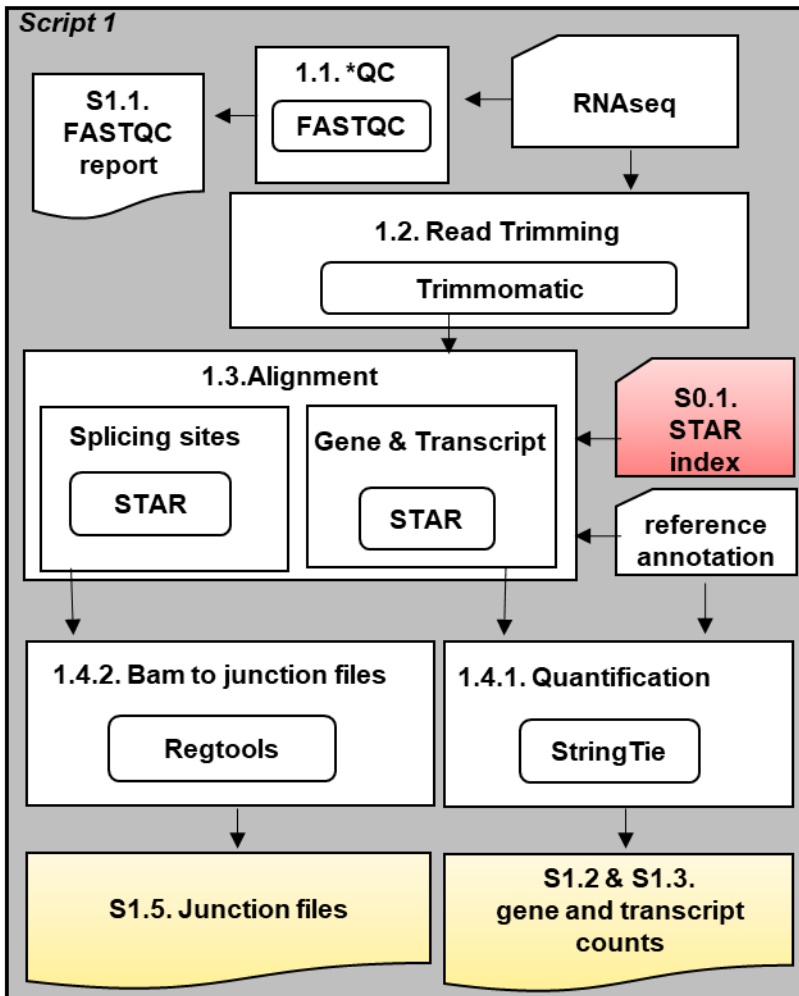 Script 1
S1.1.
FASTQC
report
1.1. *QC
FASTQC
RNAseq
1.2. Read Trimming
Trimmomatic
1.3.Alignment
Splicing sites
STAR
Gene & Transcript
STAR
S0.1.
STAR
index
reference
annotation
1.4.2. Bam to junction files
Regtools
1.4.1. Quantification
StringTie
S1.5. Junction files
S1.2 & S1.3.
gene and transcript
counts